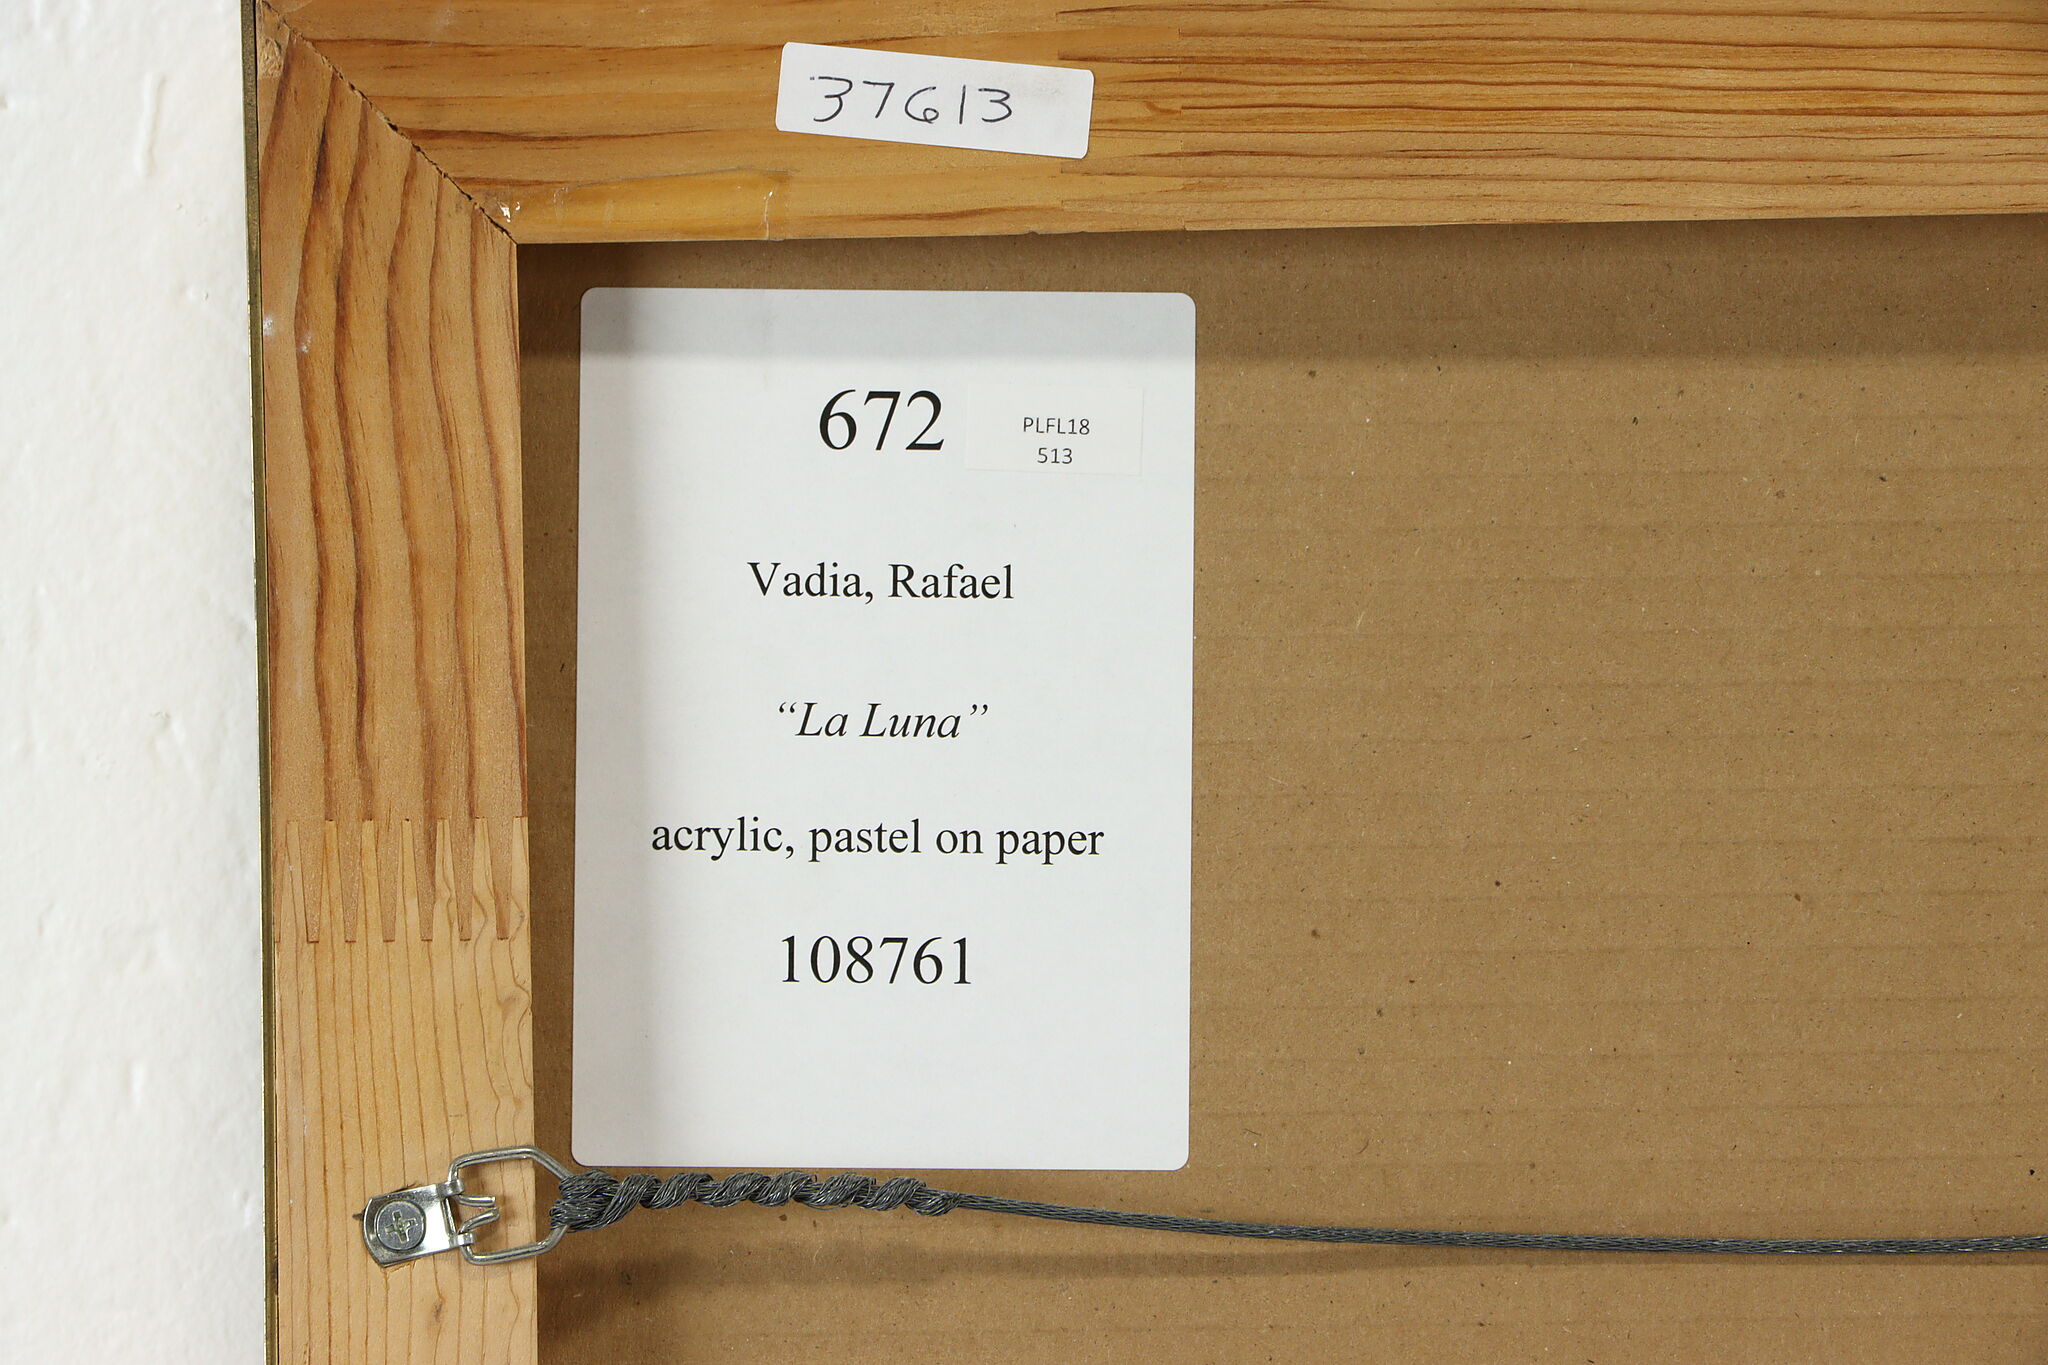 37613
672
PLFL18
513
Vadia, Rafael
“La Luna”
acrylic, pastel on paper
108761